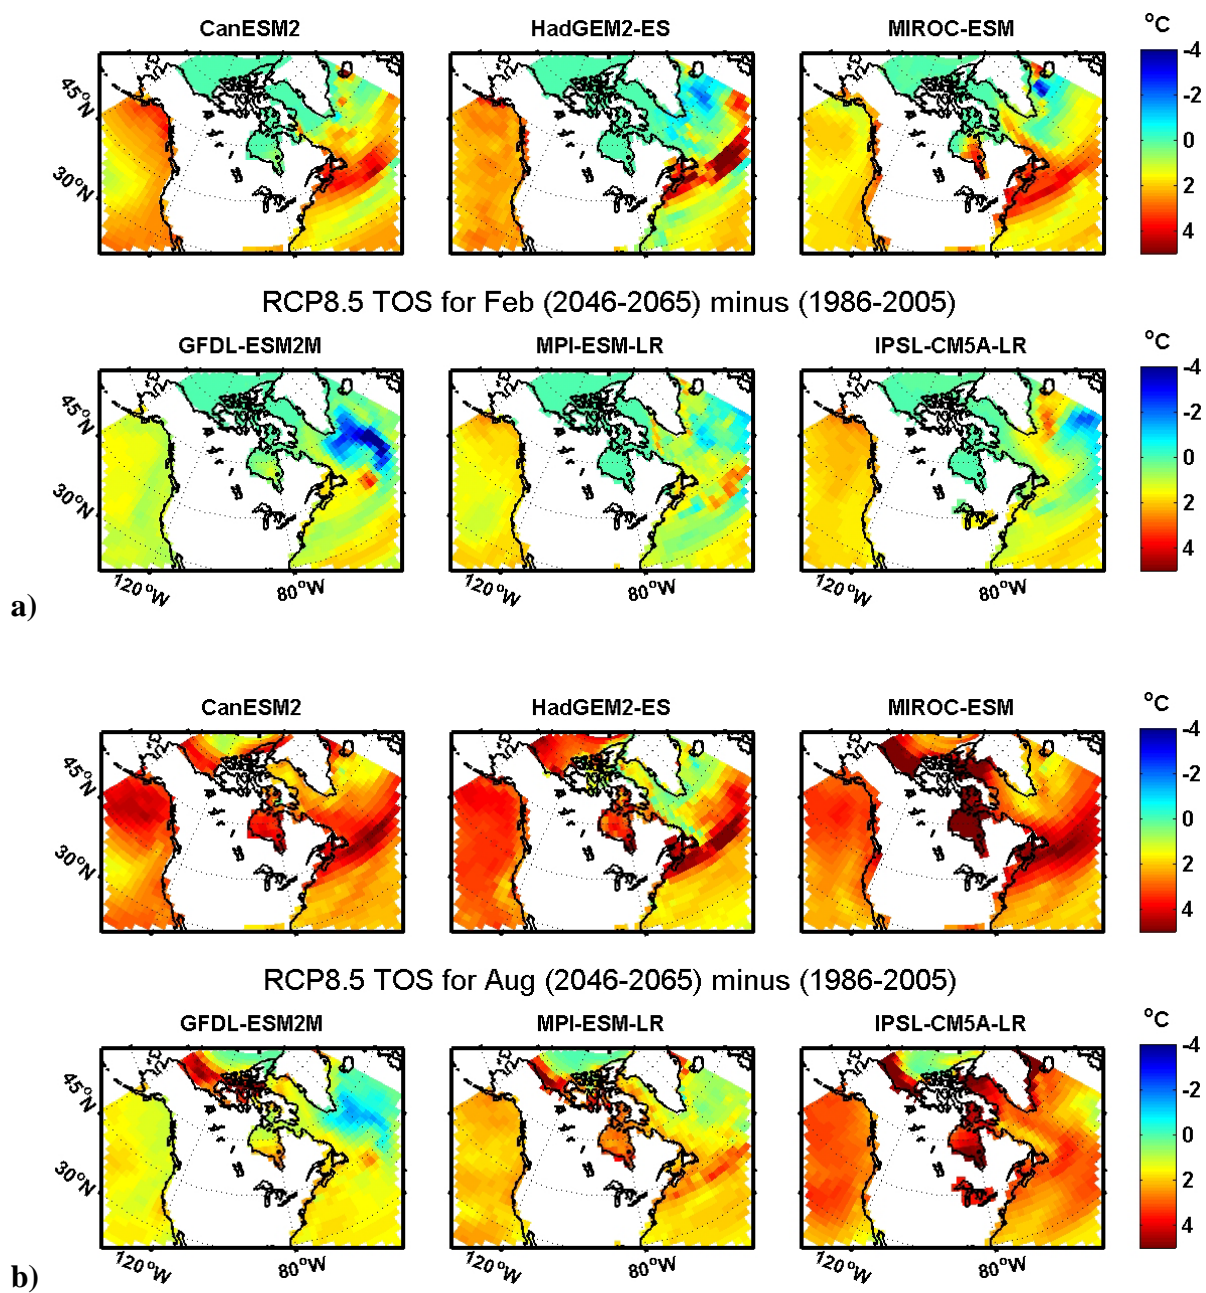 CanESM2 HadGEM2-ES MIROC-ESM °C
45°N
30°N
-4
-2
0
2
4
RCP8.5 TOS for Feb (2046-2065) minus (1986-2005)
GFDL-ESM2M MPI-ESM-LR IPSL-CM5A-LR °C
45°N
30°N
-4
-2
0
2
4
120°W 80°W 120°W 80°W 120°W 80°W
a)
CanESM2 HadGEM2-ES MIROC-ESM °C
45°N
30°N
-4
-2
0
2
4
RCP8.5 TOS for Aug (2046-2065) minus (1986-2005)
GFDL-ESM2M MPI-ESM-LR IPSL-CM5A-LR °C
45°N
30°N
-4
-2
0
2
4
120°W 80°W 120°W 80°W 120°W 80°W
b)